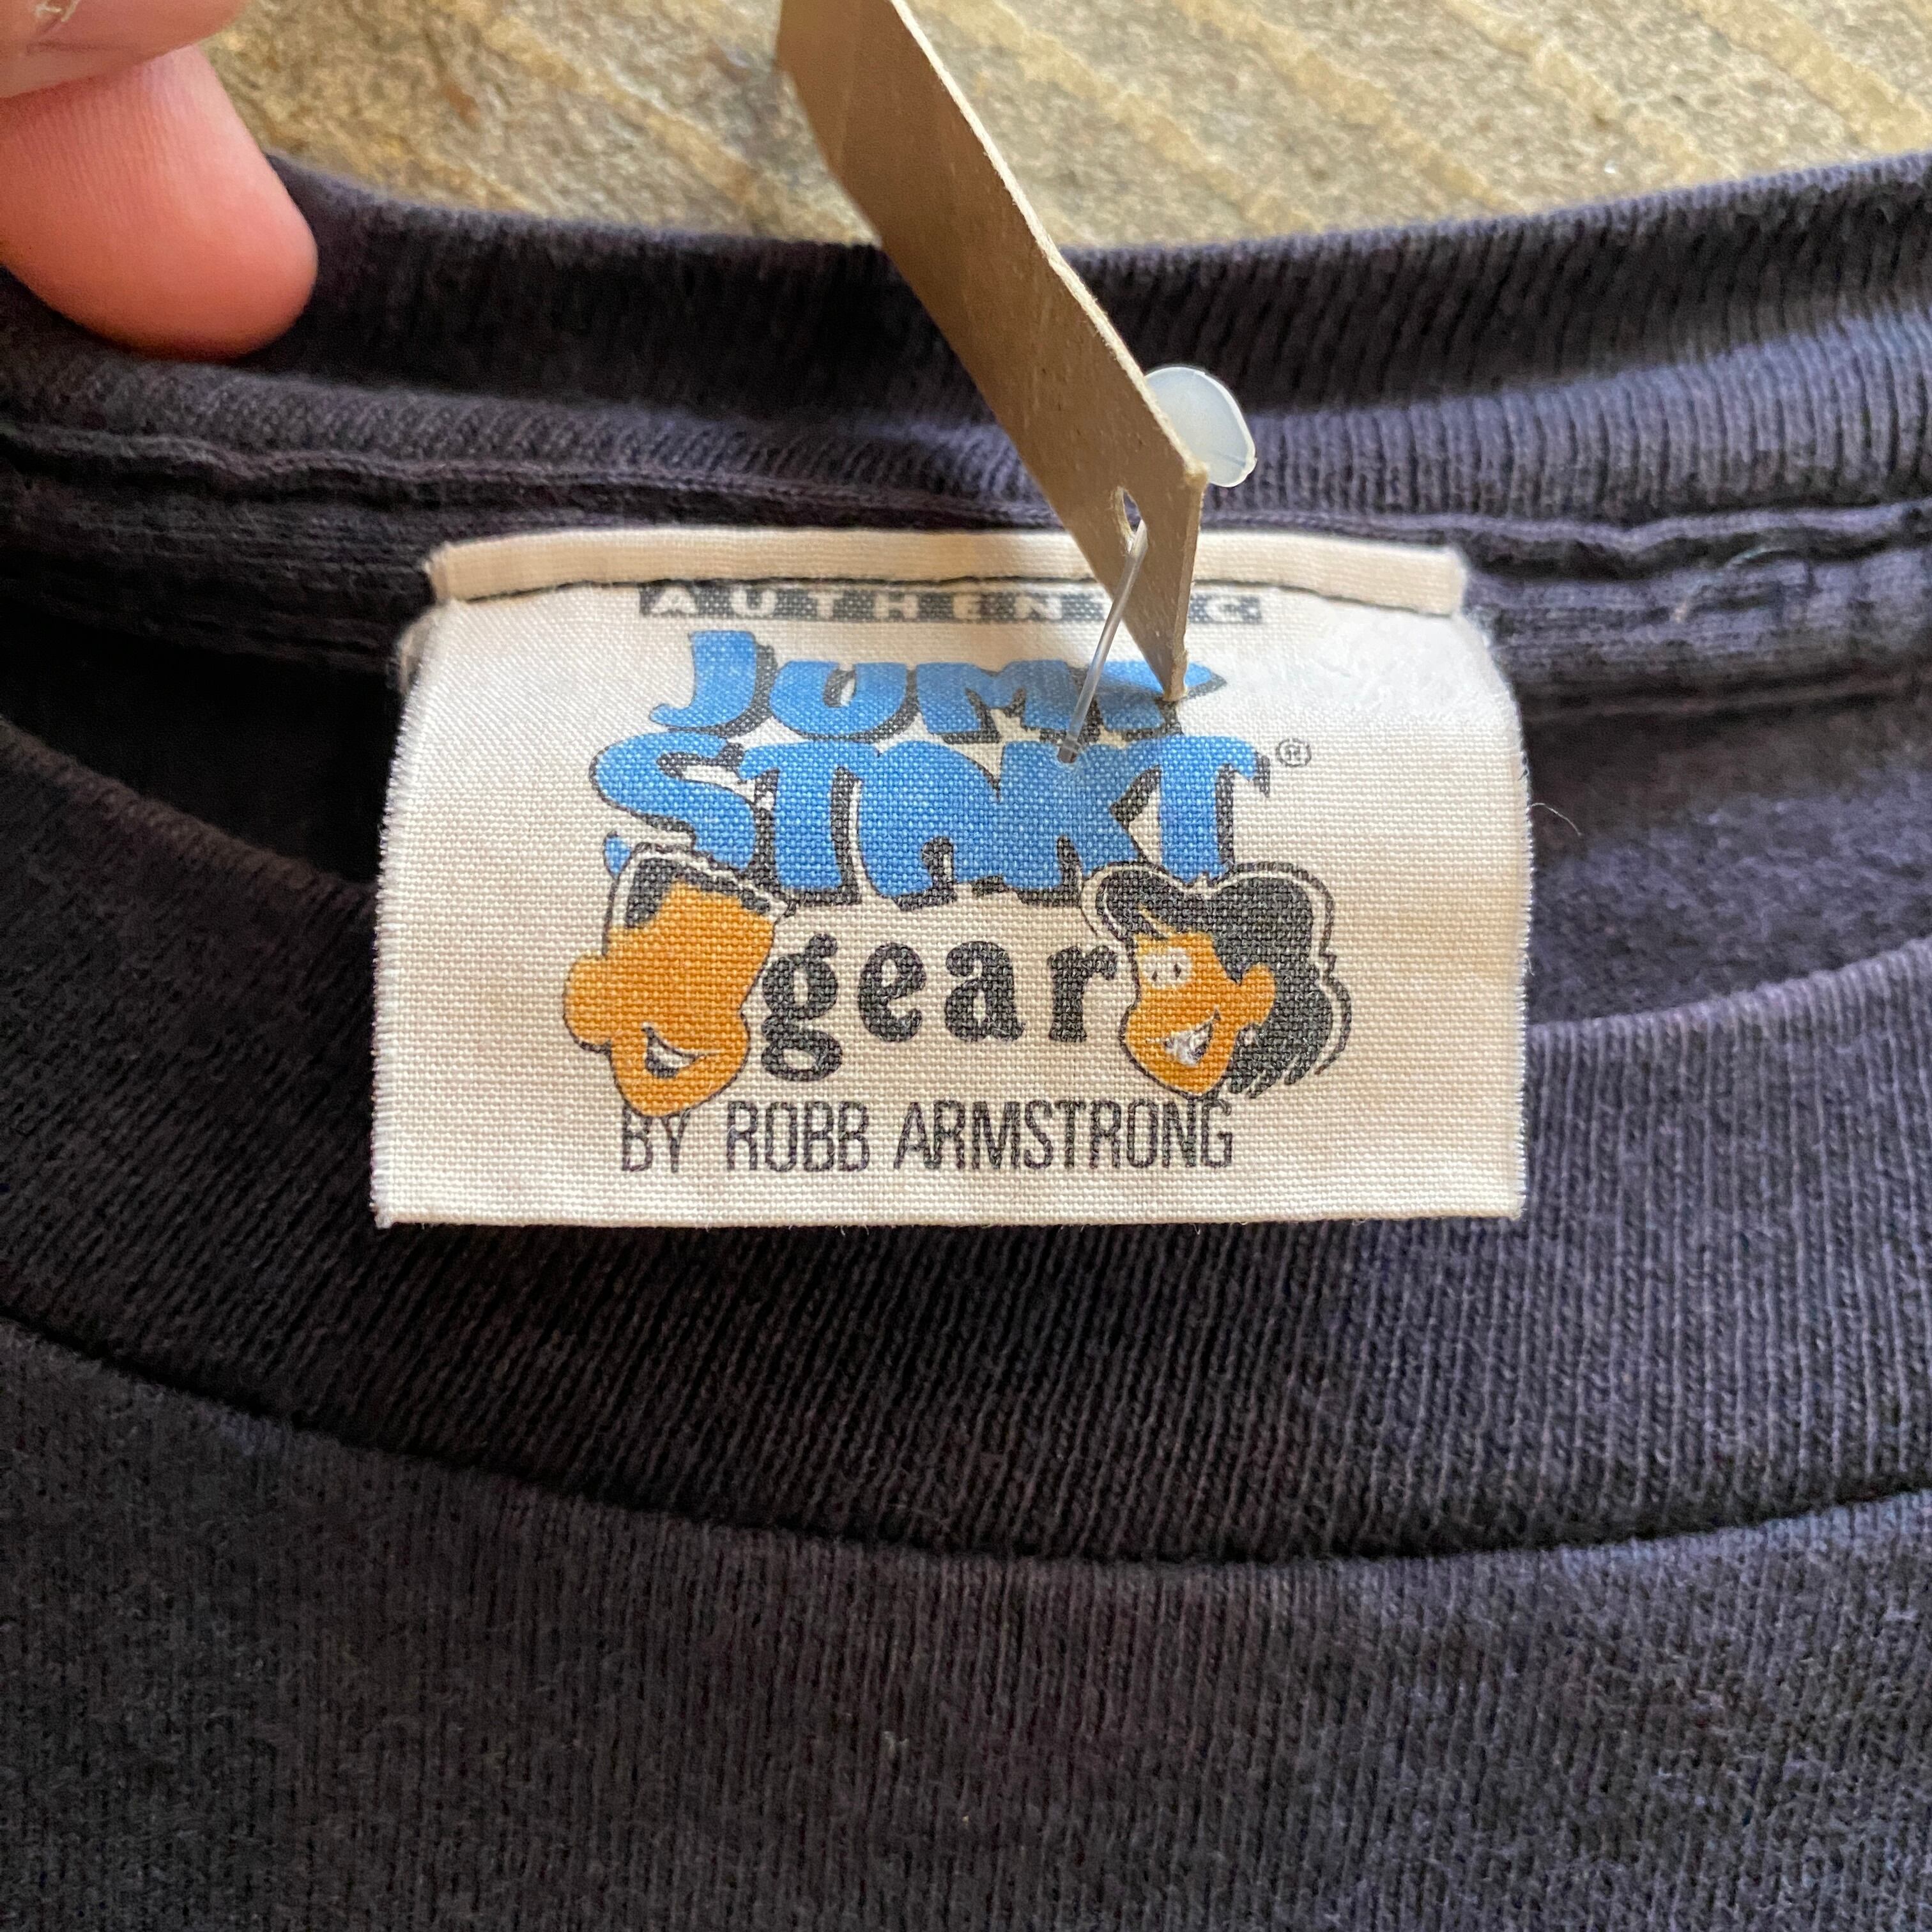 AUTHENTIC
JUMP
START®
gear
BY ROBB ARMSTRONG